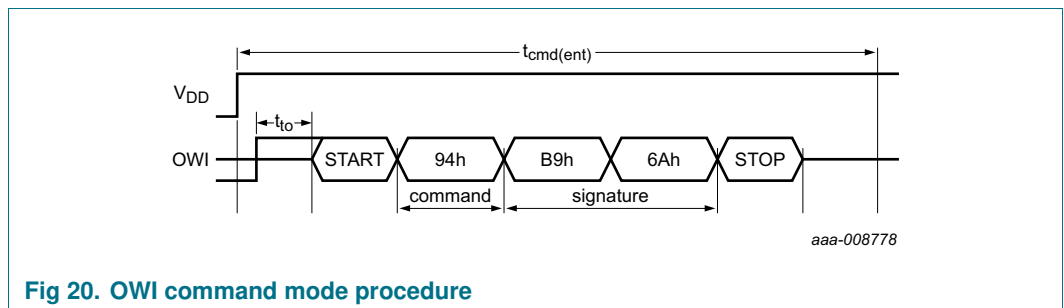 tcmd(ent)
VDD
tto
OWI
START
94h
B9h
6Ah
STOP
command
signature
aaa-008778
Fig 20. OWI command mode procedure